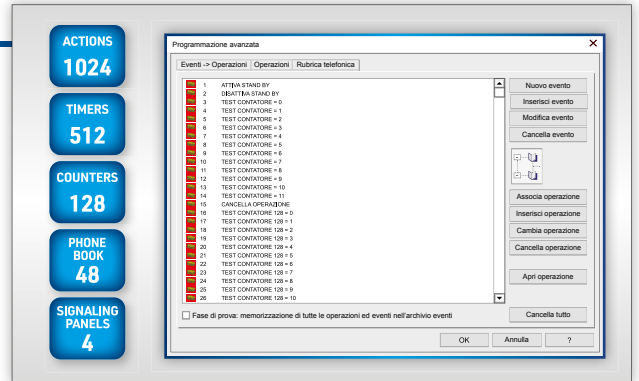 ACTIONS
1024
TIMERS
512
COUNTERS
128
PHONE
BOOK
48
SIGNALING
PANELS
4
Programmazione avanzata
Eventi -> Operazioni Operazioni Rubrica telefonica
1 ATTIVA STAND BY
2 DISATTIVA STAND BY
3 TEST CONTATORE = 0
4 TEST CONTATORE = 1
5 TEST CONTATORE = 2
6 TEST CONTATORE = 3
7 TEST CONTATORE = 4
8 TEST CONTATORE = 5
9 TEST CONTATORE = 6
10 TEST CONTATORE = 7
11 TEST CONTATORE = 8
12 TEST CONTATORE = 9
13 TEST CONTATORE = 10
14 TEST CONTATORE = 11
15 CANCELLA OPERAZIONE
16 TEST CONTATORE 128 = 0
17 TEST CONTATORE 128 = 1
18 TEST CONTATORE 128 = 2
19 TEST CONTATORE 128 = 3
20 TEST CONTATORE 128 = 4
21 TEST CONTATORE 128 = 5
22 TEST CONTATORE 128 = 6
23 TEST CONTATORE 128 = 7
24 TEST CONTATORE 128 = 8
25 TEST CONTATORE 128 = 9
26 TEST CONTATORE 128 = 10
Nuovo evento
Inserisci evento
Modifica evento
Cancella evento
Associa operazione
Inserisci operazione
Cambia operazione
Cancella operazione
Apri operazione
Fase di prova: memorizzazione di tutte le operazioni ed eventi nell'archivio eventi
Cancella tutto
OK Annulla ?